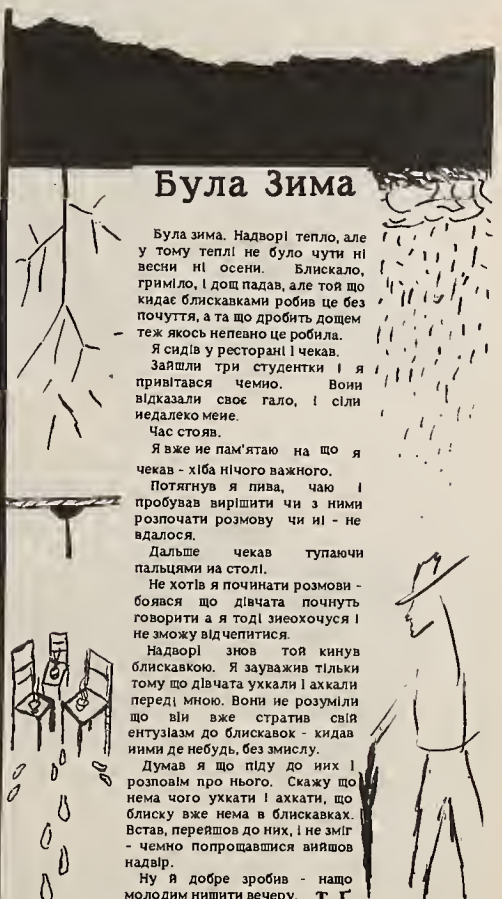 Була Зима
Була зима. Надворі тепло, але
у тому теплі не було чути ні
весни ні осени. Блискало,
гриміло, і дощ падав, але той що
кидає блискавками робив це без
почуття, а та що дробить дощем
теж якось непевно це робила.
Я сидів у ресторані і чекав.
Зайшли три студентки і я
привітався чемно. Вони
відказали своє гало, і сіли
недалеко мене.
Час стояв.
Я вже не пам'ятаю на що я
чекав - хіба нічого важного.
Потягнув я пива, чаю і
пробував вирішити чи з ними
розпочати розмову чи ні - не
вдалося.
Дальше чекав тупаючи
пальцями на столі.
Не хотів я починати розмови -
боявся що дівчата почнуть
говорити а я тоді знеохочуся і
не зможу відчепитися.
Надворі знов той кинув
блискавкою. Я зауважив тільки
тому що дівчата ухкали і ахкали
переді мною. Вони не розуміли
що він вже стратив свій
ентузіазм до блискавок - кидав
ними де небудь, без змислу.
Думав я що піду до них і
розповім про нього. Скажу що
нема чого ухкати і ахкати, що
блиску вже нема в блискавках.
Встав, перейшов до них, і не зміг
- чемно попрощавшися вийшов
надвір.
Ну й добре зробив - нащо
молодим нищити вечеру. Т. Г.